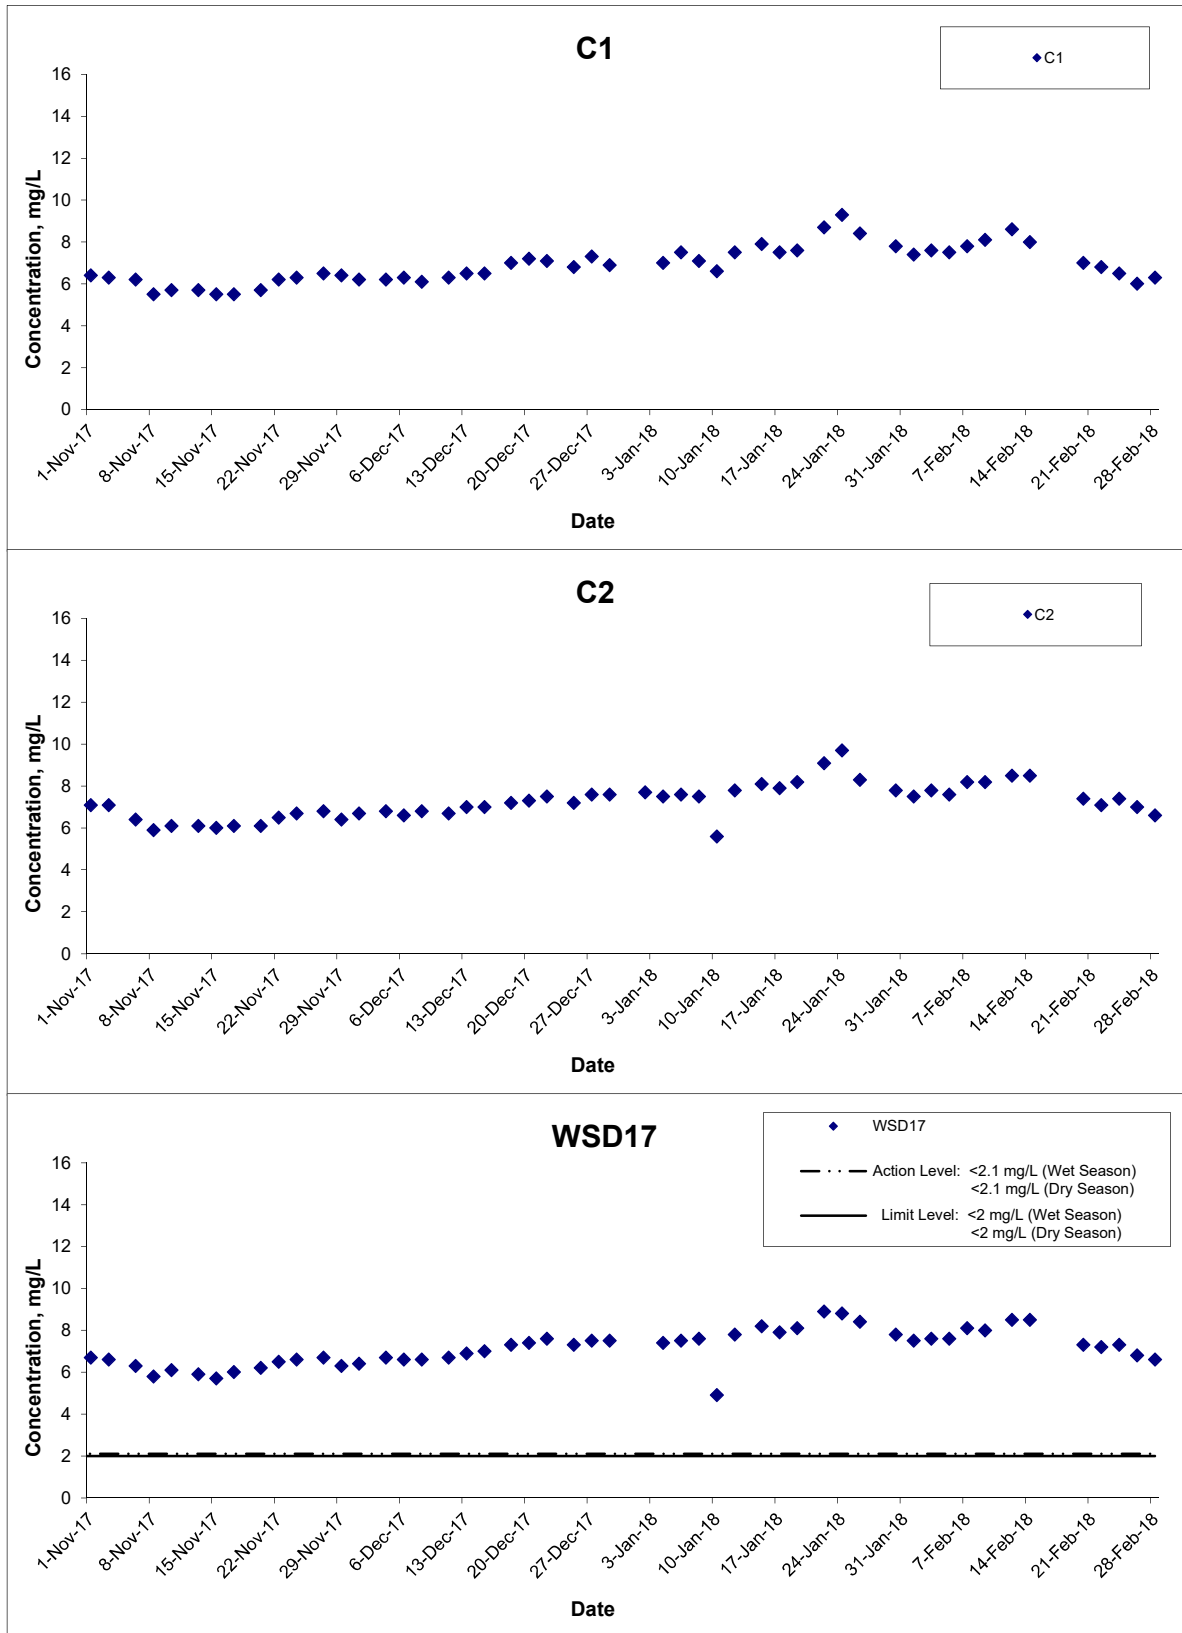 C1
C1
Concentration, mg/L
16
14
12
10
8
6
4
2
0
1-Nov-17
8-Nov-17
15-Nov-17
22-Nov-17
29-Nov-17
6-Dec-17
13-Dec-17
20-Dec-17
27-Dec-17
3-Jan-18
10-Jan-18
17-Jan-18
24-Jan-18
31-Jan-18
7-Feb-18
14-Feb-18
21-Feb-18
28-Feb-18
Date
C2
C2
Concentration, mg/L
16
14
12
10
8
6
4
2
0
1-Nov-17
8-Nov-17
15-Nov-17
22-Nov-17
29-Nov-17
6-Dec-17
13-Dec-17
20-Dec-17
27-Dec-17
3-Jan-18
10-Jan-18
17-Jan-18
24-Jan-18
31-Jan-18
7-Feb-18
14-Feb-18
21-Feb-18
28-Feb-18
Date
WSD17
WSD17
Action Level: <2.1 mg/L (Wet Season)
<2.1 mg/L (Dry Season)
Limit Level: <2 mg/L (Wet Season)
<2 mg/L (Dry Season)
Concentration, mg/L
16
14
12
10
8
6
4
2
0
1-Nov-17
8-Nov-17
15-Nov-17
22-Nov-17
29-Nov-17
6-Dec-17
13-Dec-17
20-Dec-17
27-Dec-17
3-Jan-18
10-Jan-18
17-Jan-18
24-Jan-18
31-Jan-18
7-Feb-18
14-Feb-18
21-Feb-18
28-Feb-18
Date